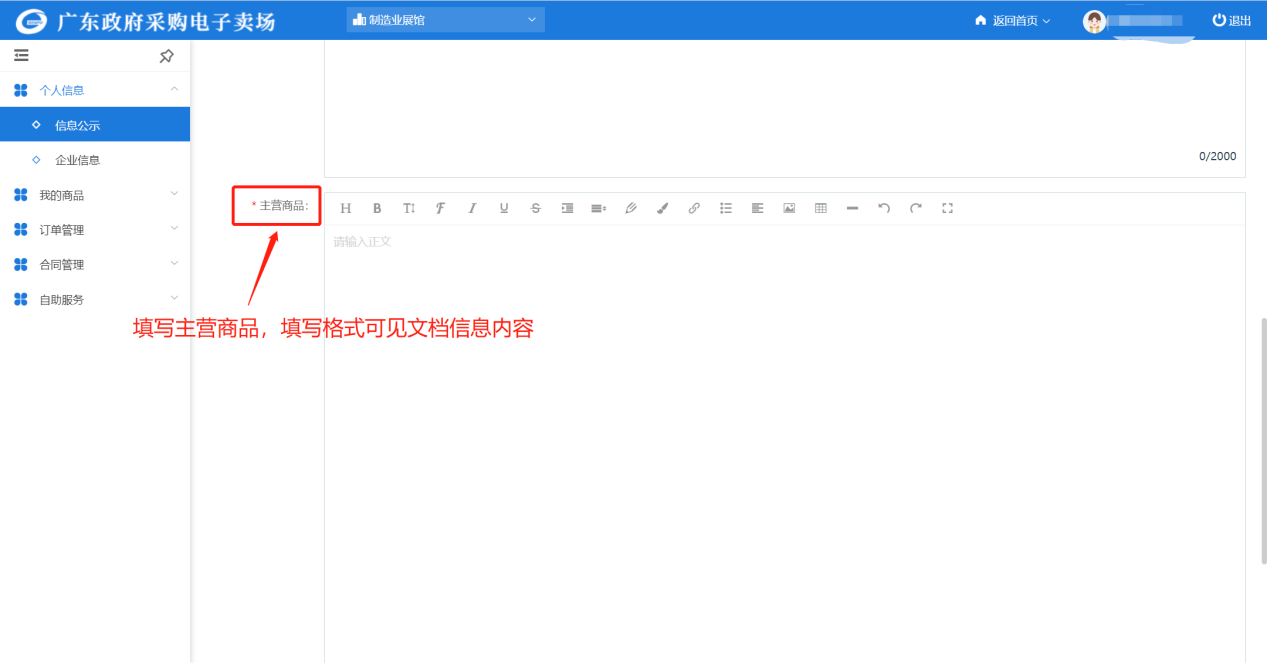 广东政府采购电子卖场
制造业展馆
返回首页
退出
个人信息
信息公示
企业信息
我的商品
订单管理
合同管理
自助服务
0/2000
* 主营商品:
H B T F I U S
请输入正文
填写主营商品，填写格式可见文档信息内容